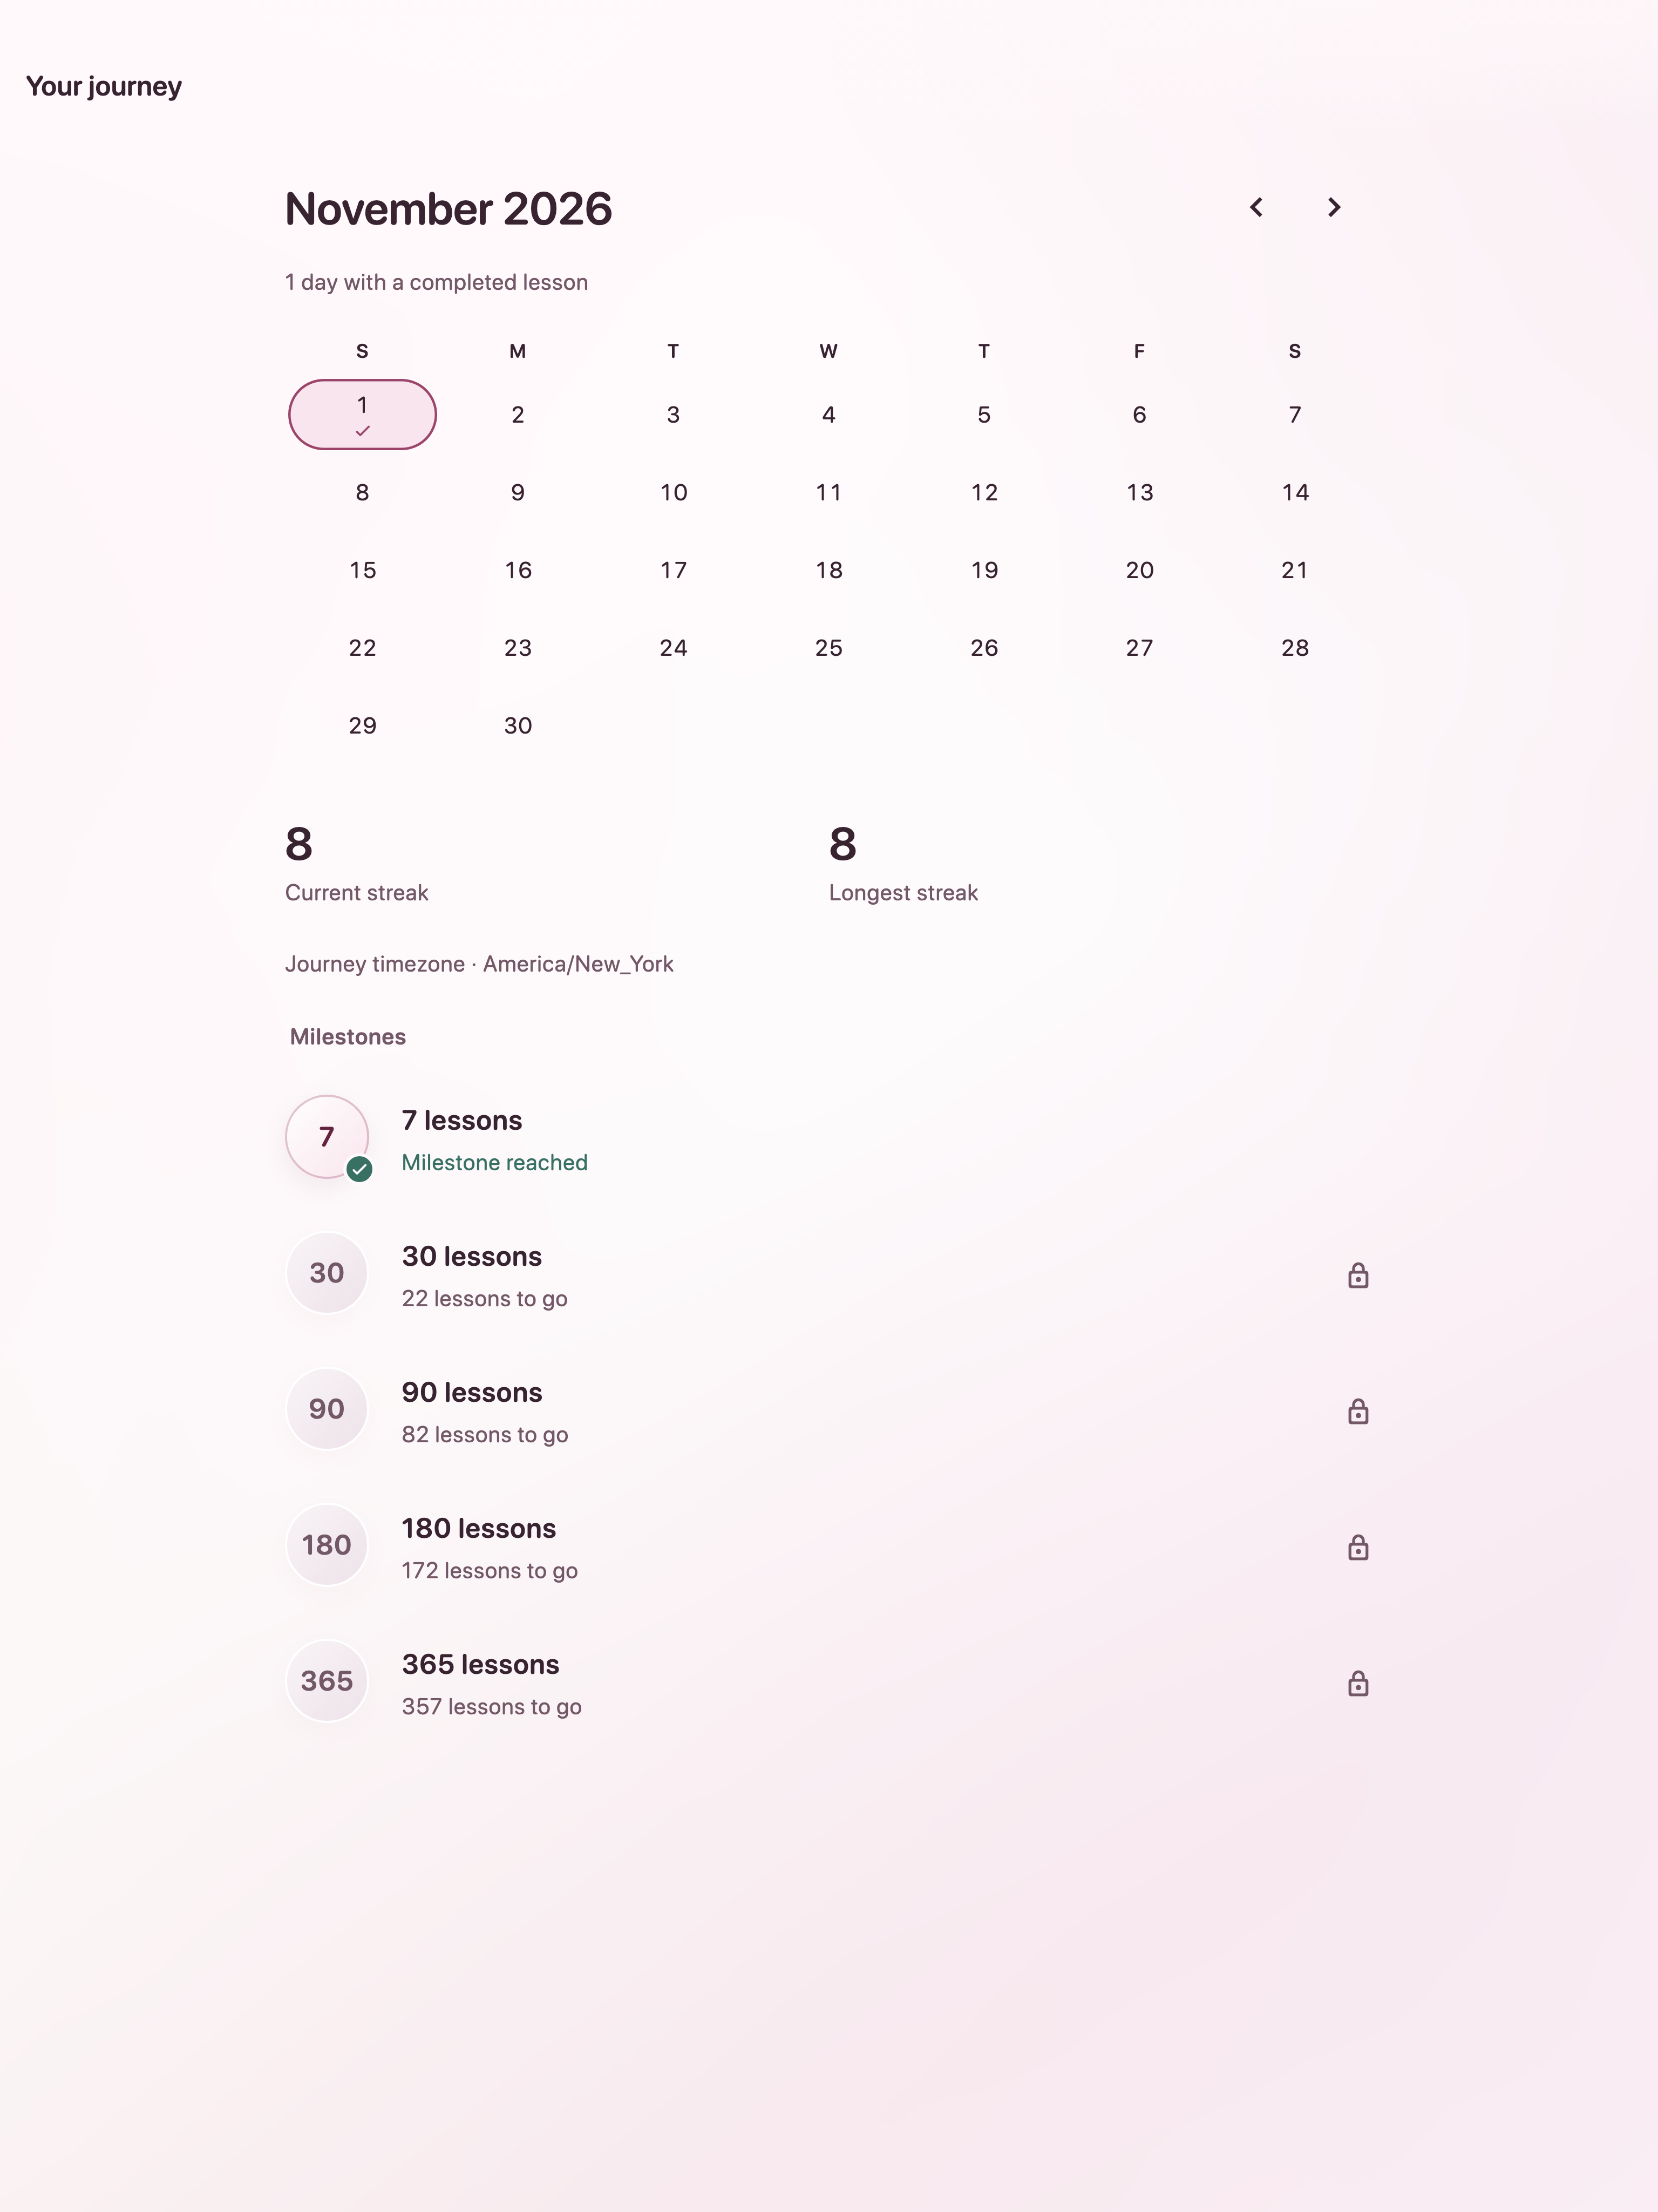 Your journey
November 2026
1 day with a completed lesson
S M T W T F S
1 2 3 4 5 6 7
8 9 10 11 12 13 14
15 16 17 18 19 20 21
22 23 24 25 26 27 28
29 30
8 8
Current streak Longest streak
Journey timezone · America/New_York
Milestones
7 7 lessons
Milestone reached
30 30 lessons
22 lessons to go
90 90 lessons
82 lessons to go
180 180 lessons
172 lessons to go
365 365 lessons
357 lessons to go